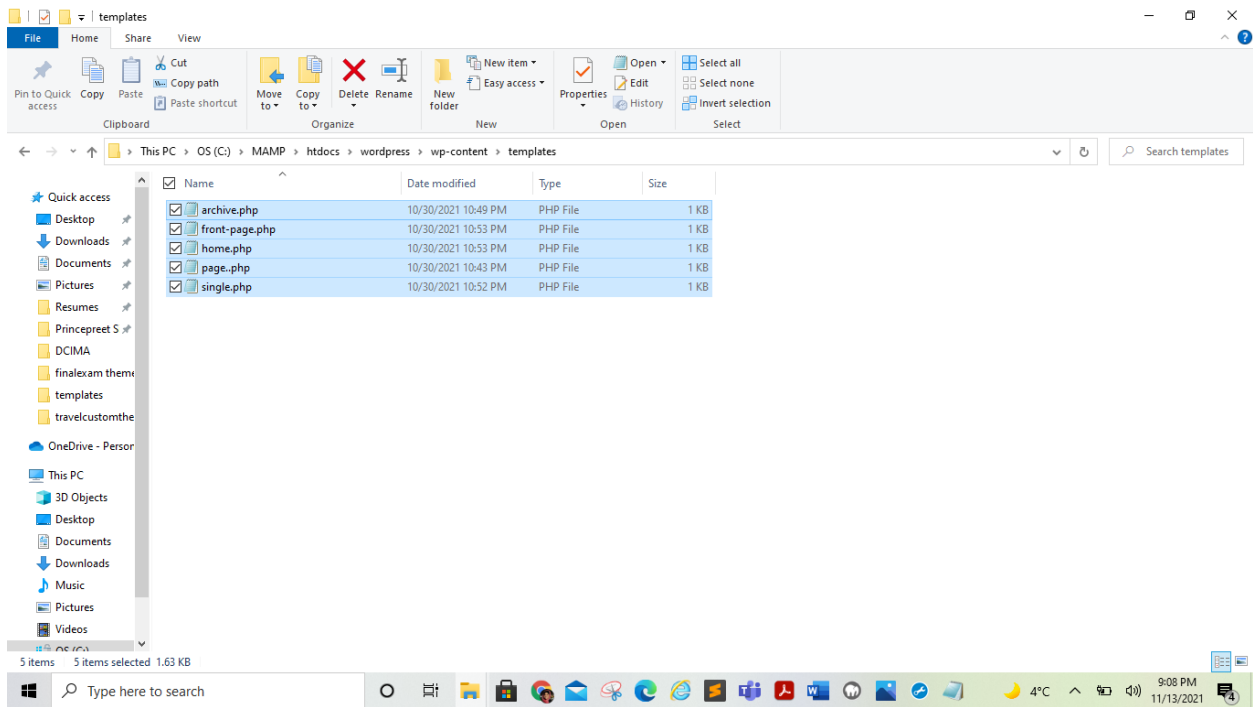 templates
File Home Share View
Pin to Quick access
Copy
Paste
Cut
Copy path
Paste shortcut
Clipboard
Move to
Copy to
Delete
Rename
Organize
New folder
New item
Easy access
New
Properties
Open
Edit
History
Open
Select all
Select none
Invert selection
Select
This PC > OS (C:) > MAMP > htdocs > wordpress > wp-content > templates
Search templates
Quick access
Desktop
Downloads
Documents
Pictures
Resumes
Princepreet S
DCIMA
finalexam theme
templates
travelcustomthe
OneDrive - Person
This PC
3D Objects
Desktop
Documents
Downloads
Music
Pictures
Videos
OS (C:)
Name Date modified Type Size
archive.php 10/30/2021 10:49 PM PHP File 1 KB
front-page.php 10/30/2021 10:53 PM PHP File 1 KB
home.php 10/30/2021 10:53 PM PHP File 1 KB
page..php 10/30/2021 10:43 PM PHP File 1 KB
single.php 10/30/2021 10:52 PM PHP File 1 KB
5 items 5 items selected 1.63 KB
Type here to search
4°C
9:08 PM
11/13/2021
4